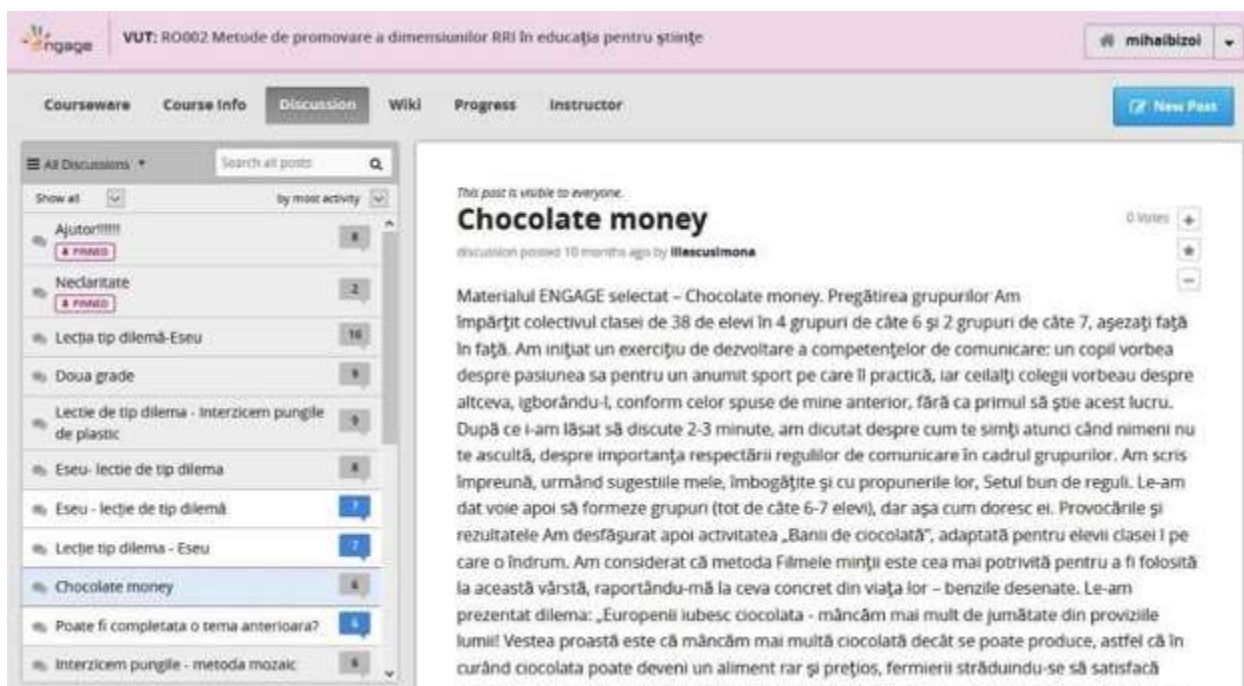 ngage
VUT: RO002 Metode de promovare a dimensiunilor RRI în educația pentru științe
mihaibizoi
Courseware Course Info Discussion Wiki Progress Instructor
New Post
All Discussions
Search all posts
Show all
by most activity
Ajutor!!!!!!
8
PINNED
Neclaritate
2
PINNED
Lecția tip dilemă-Eseu
16
Doua grade
9
Lectie de tip dilema - Interzicem pungile
de plastic
9
Eseu- lectie de tip dilema
8
Eseu - lecție de tip dilemă
7
Lecție tip dilema - Eseu
7
Chocolate money
6
Poate fi completata o tema anterioara?
6
Interzicem pungile - metoda mozaic
6
This post is visible to everyone.
Chocolate money
0 Votes
discussion posted 10 months ago by iliescusimona
Materialul ENGAGE selectat – Chocolate money. Pregătirea grupurilor Am
împărțit colectivul clasei de 38 de elevi în 4 grupuri de câte 6 și 2 grupuri de câte 7, așezați față
în față. Am inițiat un exercițiu de dezvoltare a competențelor de comunicare: un copil vorbea
despre pasiunea sa pentru un anumit sport pe care îl practică, iar ceilalți colegii vorbeau despre
altceva, igborându-l, conform celor spuse de mine anterior, fără ca primul să știe acest lucru.
După ce i-am lăsat să discute 2-3 minute, am dicutat despre cum te simți atunci când nimeni nu
te ascultă, despre importanța respectării regulilor de comunicare în cadrul grupurilor. Am scris
împreună, urmând sugestiile mele, îmbogățite și cu propunerile lor, Setul bun de reguli. Le-am
dat voie apoi să formeze grupuri (tot de câte 6-7 elevi), dar așa cum doresc ei. Provocările și
rezultatele Am desfășurat apoi activitatea „Banii de ciocolată”, adaptată pentru elevii clasei I pe
care o îndrum. Am considerat că metoda Filmele minții este cea mai potrivită pentru a fi folosită
la această vârstă, raportându-mă la ceva concret din viața lor – benzile desenate. Le-am
prezentat dilema: „Europenii iubesc ciocolata - mâncăm mai mult de jumătate din proviziile
lumii! Vestea proastă este că mâncăm mai multă ciocolată decât se poate produce, astfel că în
curând ciocolata poate deveni un aliment rar și prețios, fermierii străduindu-se să satisfacă